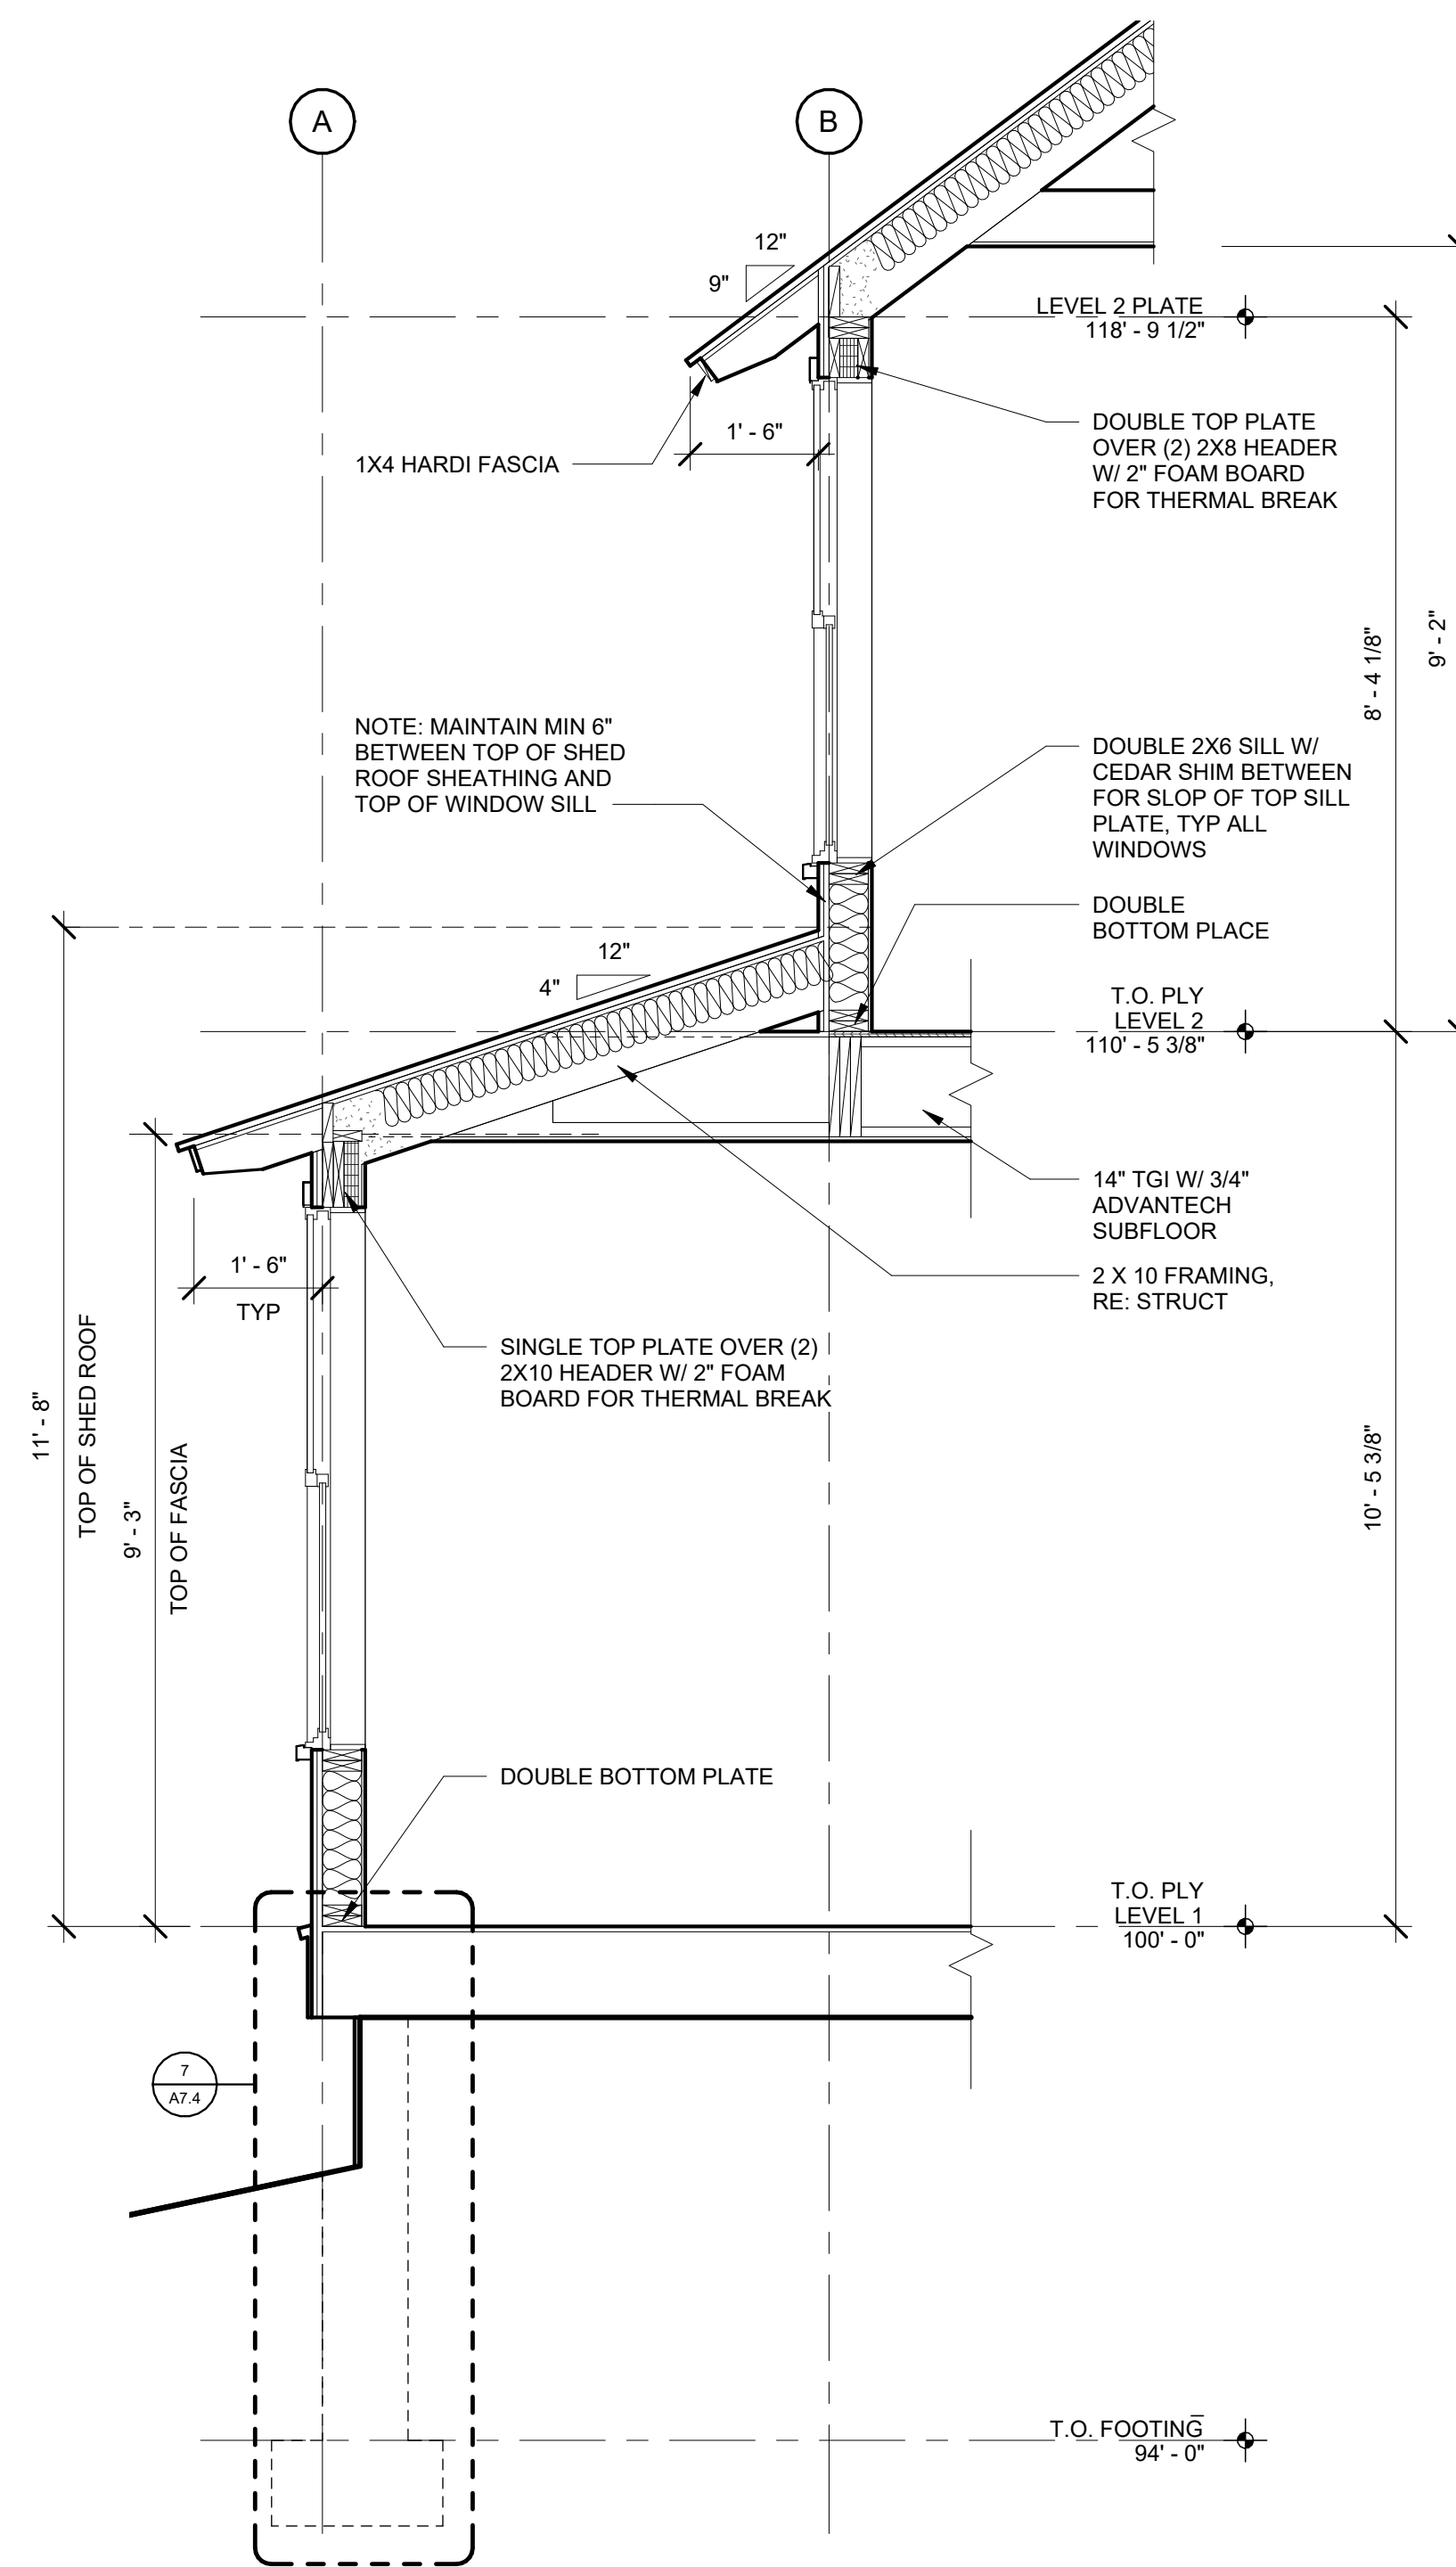 A
B
12"
9"
LEVEL 2 PLATE
118' - 9 1/2"
1' - 6"
1X4 HARDI FASCIA
DOUBLE TOP PLATE
OVER (2) 2X8 HEADER
W/ 2" FOAM BOARD
FOR THERMAL BREAK
8' - 4 1/8"
9' - 2"
NOTE: MAINTAIN MIN 6"
BETWEEN TOP OF SHED
ROOF SHEATHING AND
TOP OF WINDOW SILL
DOUBLE 2X6 SILL W/
CEDAR SHIM BETWEEN
FOR SLOP OF TOP SILL
PLATE, TYP ALL
WINDOWS
DOUBLE
BOTTOM PLACE
12"
4"
T.O. PLY
LEVEL 2
110' - 5 3/8"
14" TGI W/ 3/4"
ADVANTECH
SUBFLOOR
2 X 10 FRAMING,
RE: STRUCT
1' - 6"
TYP
SINGLE TOP PLATE OVER (2)
2X10 HEADER W/ 2" FOAM
BOARD FOR THERMAL BREAK
11' - 8"
TOP OF SHED ROOF
9' - 3"
TOP OF FASCIA
10' - 5 3/8"
DOUBLE BOTTOM PLATE
T.O. PLY
LEVEL 1
100' - 0"
7
A7.4
T.O. FOOTING
94' - 0"